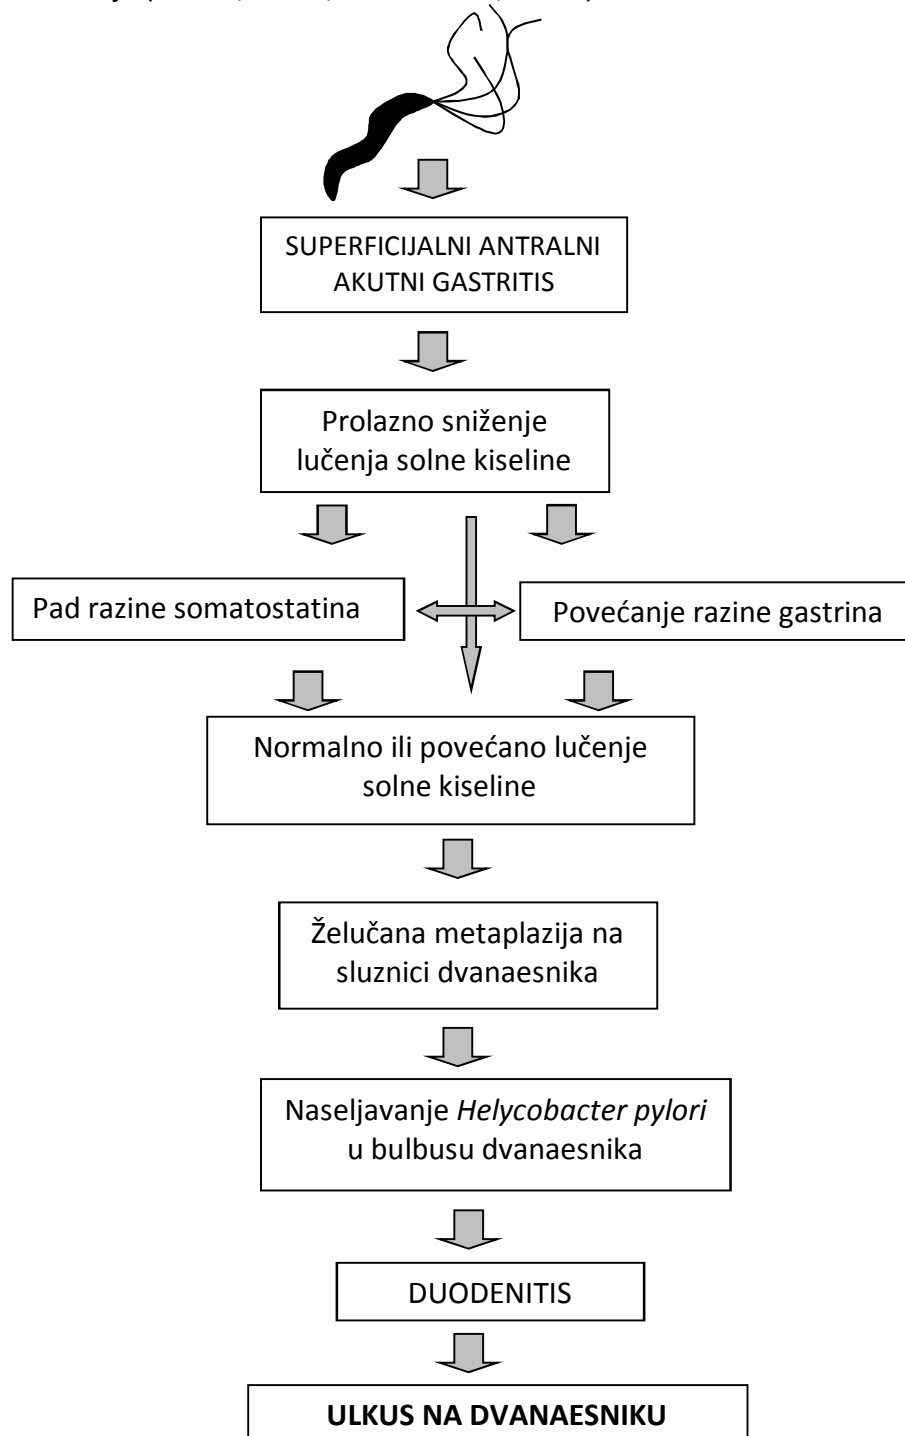 SUPERFICIJALNI ANTRALNI
AKUTNI GASTRITIS
Prolazno sniženje
lučenja solne kiseline
Pad razine somatostatina
Povećanje razine gastrina
Normalno ili povećano lučenje
solne kiseline
Želučana metaplazija na
sluznici dvanaesnika
Naseljavanje Helycobacter pylori
u bulbusu dvanaesnika
DUODENITIS
ULKUS NA DVANAESNIKU